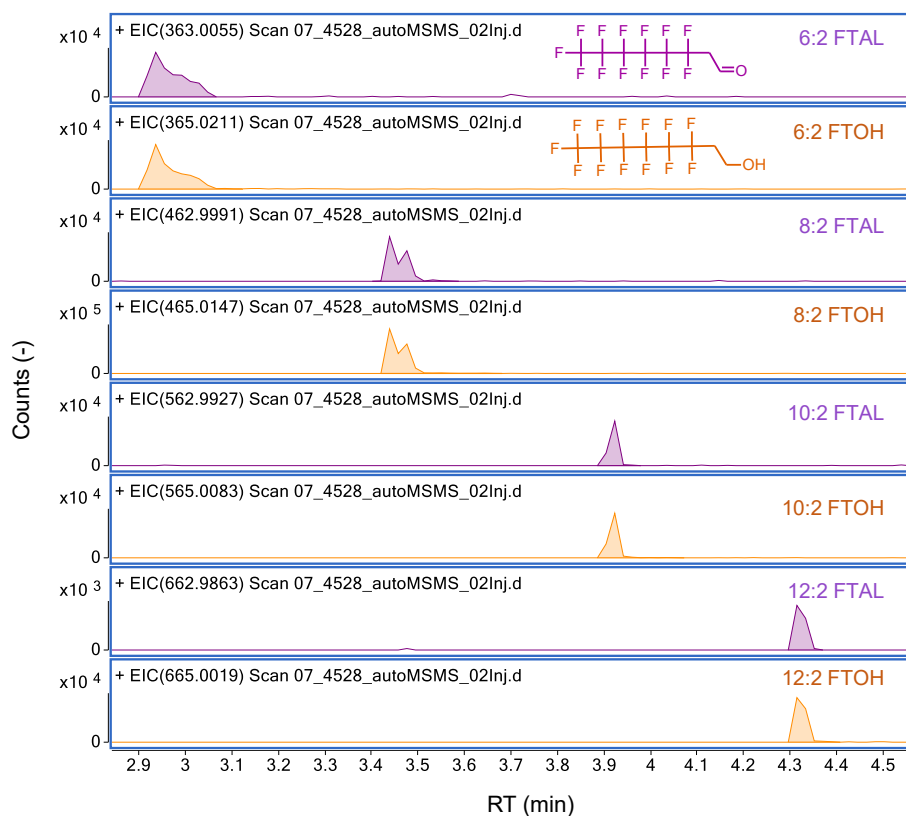 x10 4
+ EIC(363.0055) Scan 07_4528_autoMSMS_02Inj.d
6:2 FTAL
F F F F F F
F
F F F F F F
O
0
x10 4
+ EIC(365.0211) Scan 07_4528_autoMSMS_02Inj.d
6:2 FTOH
F F F F F F
F
F F F F F F
OH
0
x10 4
+ EIC(462.9991) Scan 07_4528_autoMSMS_02Inj.d
8:2 FTAL
0
x10 5
+ EIC(465.0147) Scan 07_4528_autoMSMS_02Inj.d
8:2 FTOH
0
x10 4
+ EIC(562.9927) Scan 07_4528_autoMSMS_02Inj.d
10:2 FTAL
0
x10 4
+ EIC(565.0083) Scan 07_4528_autoMSMS_02Inj.d
10:2 FTOH
0
x10 3
+ EIC(662.9863) Scan 07_4528_autoMSMS_02Inj.d
12:2 FTAL
0
x10 4
+ EIC(665.0019) Scan 07_4528_autoMSMS_02Inj.d
12:2 FTOH
0
Counts (-)
2.9 3 3.1 3.2 3.3 3.4 3.5 3.6 3.7 3.8 3.9 4 4.1 4.2 4.3 4.4 4.5
RT (min)